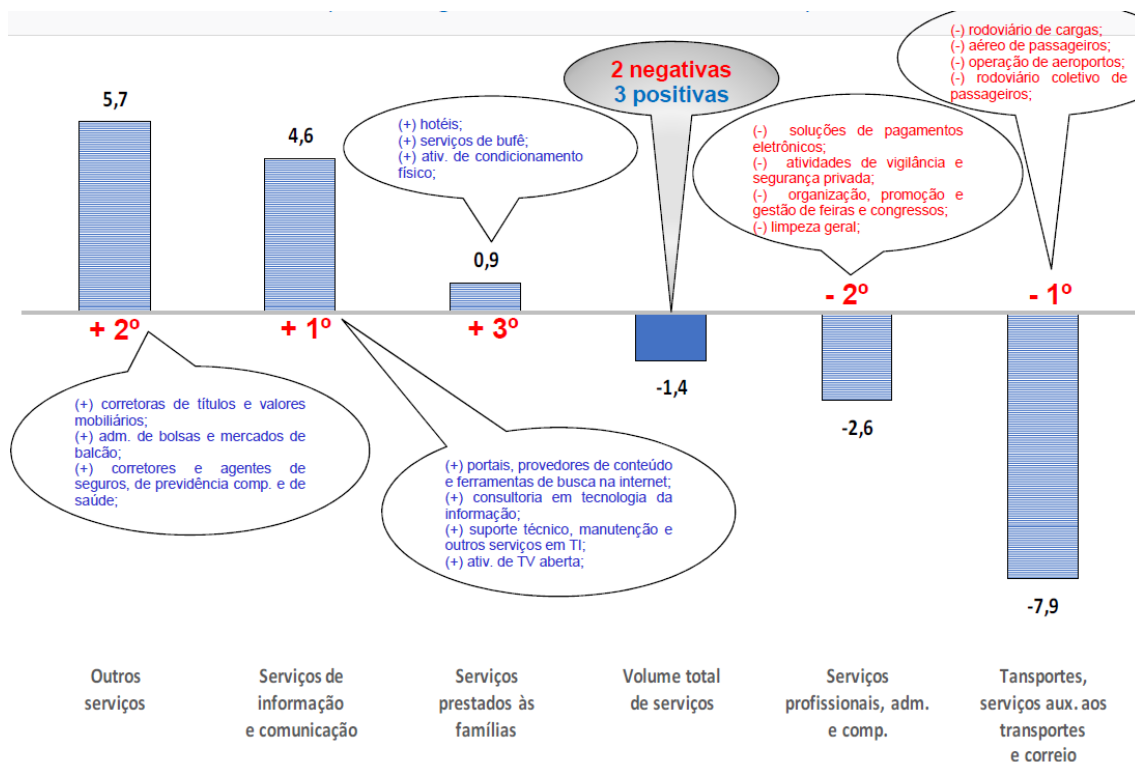 5,7
4,6
(+) hotéis;
(+) serviços de bufê;
(+) ativ. de condicionamento
físico;
0,9
2 negativas
3 positivas
(-) soluções de pagamentos
eletrônicos;
(-) atividades de vigilância e
segurança privada;
(-) organização, promoção e
gestão de feiras e congressos;
(-) limpeza geral;
(-) rodoviário de cargas;
(-) aéreo de passageiros;
(-) operação de aeroportos;
(-) rodoviário coletivo de
passageiros;
+ 2º
+ 1º
+ 3º
- 2º
- 1º
-1,4
-2,6
-7,9
(+) corretoras de títulos e valores
mobiliários;
(+) adm. de bolsas e mercados de
balcão;
(+) corretores e agentes de
seguros, de previdência comp. e de
saúde;
(+) portais, provedores de conteúdo
e ferramentas de busca na internet;
(+) consultoria em tecnologia da
informação;
(+) suporte técnico, manutenção e
outros serviços em TI;
(+) ativ. de TV aberta;
Outros
serviços
Serviços de
informação
e comunicação
Serviços
prestados às
famílias
Volume total
de serviços
Serviços
profissionais, adm.
e comp.
Tansportes,
serviços aux. aos
transportes
e correio